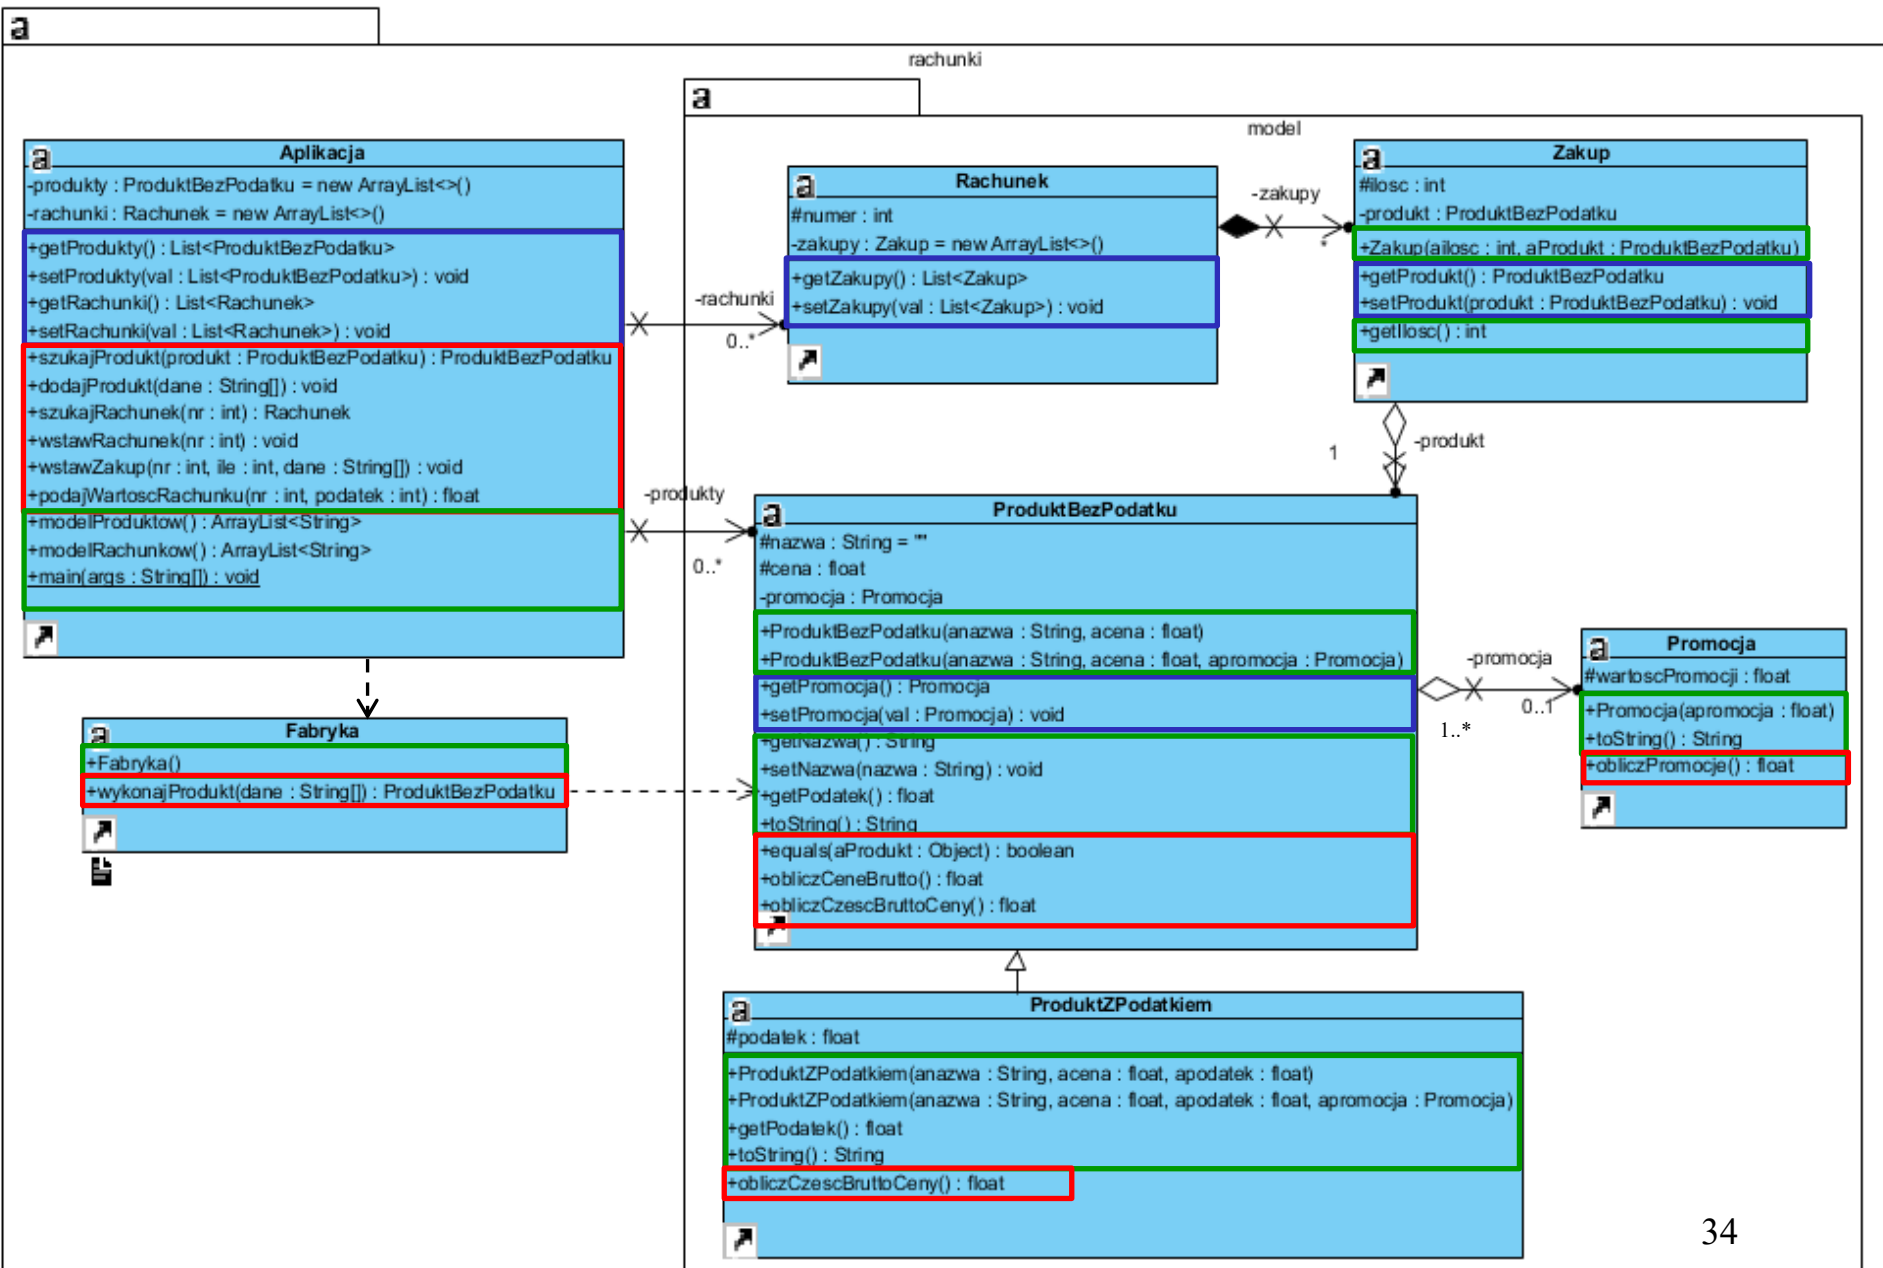 a
rachunki
a
model
a
Aplikacja
-produkty : ProduktBezPodatku = new ArrayList<>()
-rachunki : Rachunek = new ArrayList<>()
+getProdukty() : List<ProduktBezPodatku>
+setProdukty(val : List<ProduktBezPodatku>) : void
+getRachunki() : List<Rachunek>
+setRachunki(val : List<Rachunek>) : void
+szukajProdukt(produkt : ProduktBezPodatku) : ProduktBezPodatku
+dodajProdukt(dane : String[]) : void
+szukajRachunek(nr : int) : Rachunek
+wstawRachunek(nr : int) : void
+wstawZakup(nr : int, ile : int, dane : String[]) : void
+podajWartoscRachunku(nr : int, podatek : int) : float
+modelProduktow() : ArrayList<String>
+modelRachunkow() : ArrayList<String>
+main(args : String[]) : void
-rachunki
0..*
-produkty
0..*
a
Rachunek
#numer : int
-zakupy : Zakup = new ArrayList<>()
+getZakupy() : List<Zakup>
+setZakupy(val : List<Zakup>) : void
-zakupy
*
a
Zakup
#ilosc : int
-produkt : ProduktBezPodatku
+Zakup(ailosc : int, aProdukt : ProduktBezPodatku)
+getProdukt() : ProduktBezPodatku
+setProdukt(produkt : ProduktBezPodatku) : void
+getIlosc() : int
-produkt
1
a
ProduktBezPodatku
#nazwa : String = ""
#cena : float
-promocja : Promocja
+ProduktBezPodatku(anazwa : String, acena : float)
+ProduktBezPodatku(anazwa : String, acena : float, apromocja : Promocja)
+getPromocja() : Promocja
+setPromocja(val : Promocja) : void
+getNazwa() : String
+setNazwa(nazwa : String) : void
+getPodatek() : float
+toString() : String
+equals(aProdukt : Object) : boolean
+obliczCeneBrutto() : float
+obliczCzescBruttoCeny() : float
-promocja
0..1
1..*
a
Promocja
#wartoscPromocji : float
+Promocja(apromocja : float)
+toString() : String
+obliczPromocje() : float
a
Fabryka
+Fabryka()
+wykonajProdukt(dane : String[]) : ProduktBezPodatku
a
ProduktZPodatkiem
#podatek : float
+ProduktZPodatkiem(anazwa : String, acena : float, apodatek : float)
+ProduktZPodatkiem(anazwa : String, acena : float, apodatek : float, apromocja : Promocja)
+getPodatek() : float
+toString() : String
+obliczCzescBruttoCeny() : float
34